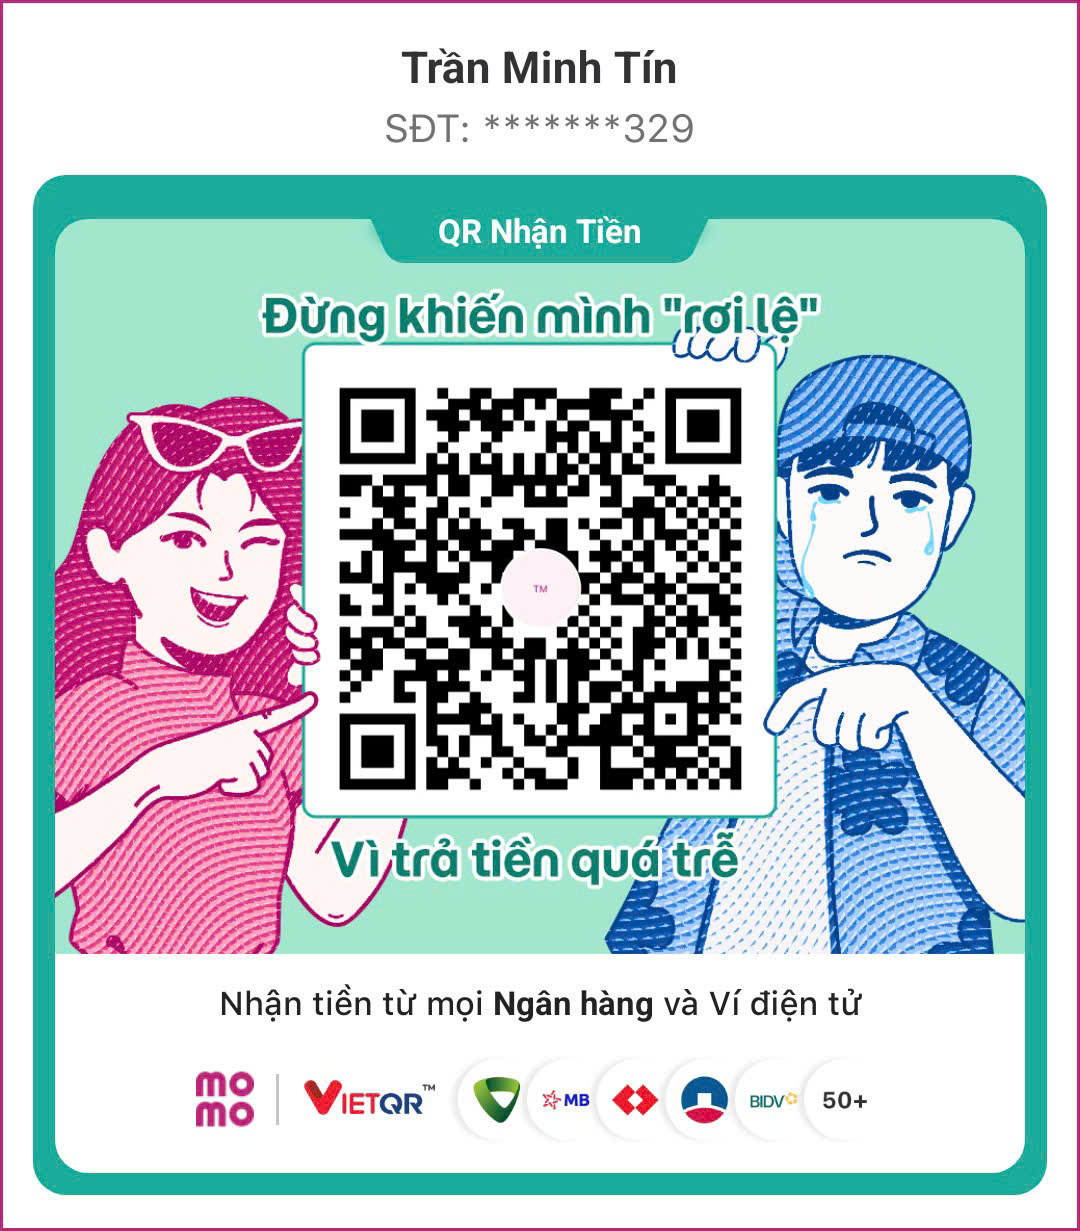 Trần Minh Tín
SĐT: *******329
QR Nhận Tiền
Đừng khiến mình "rơi lệ"
TM
Vì trả tiền quá trễ
Nhận tiền từ mọi Ngân hàng và Ví điện tử
mo mo VIETQR™ MB BIDV 50+